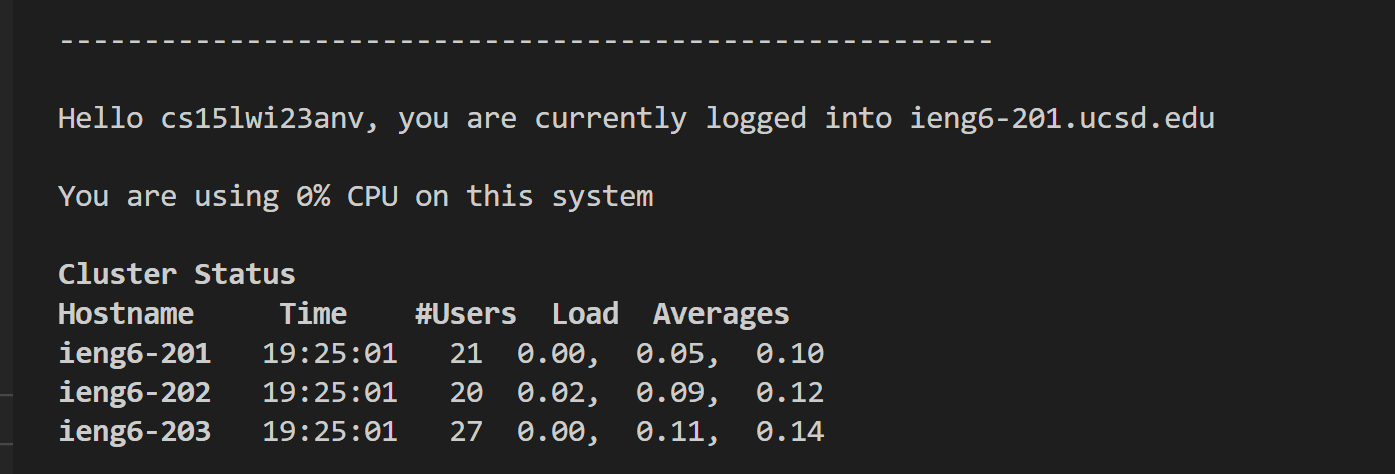 -------------------------------------------------------
Hello cs15lwi23anv, you are currently logged into ieng6-201.ucsd.edu
You are using 0% CPU on this system
Cluster Status
Hostname     Time    #Users  Load  Averages
ieng6-201   19:25:01   21  0.00,  0.05,  0.10
ieng6-202   19:25:01   20  0.02,  0.09,  0.12
ieng6-203   19:25:01   27  0.00,  0.11,  0.14